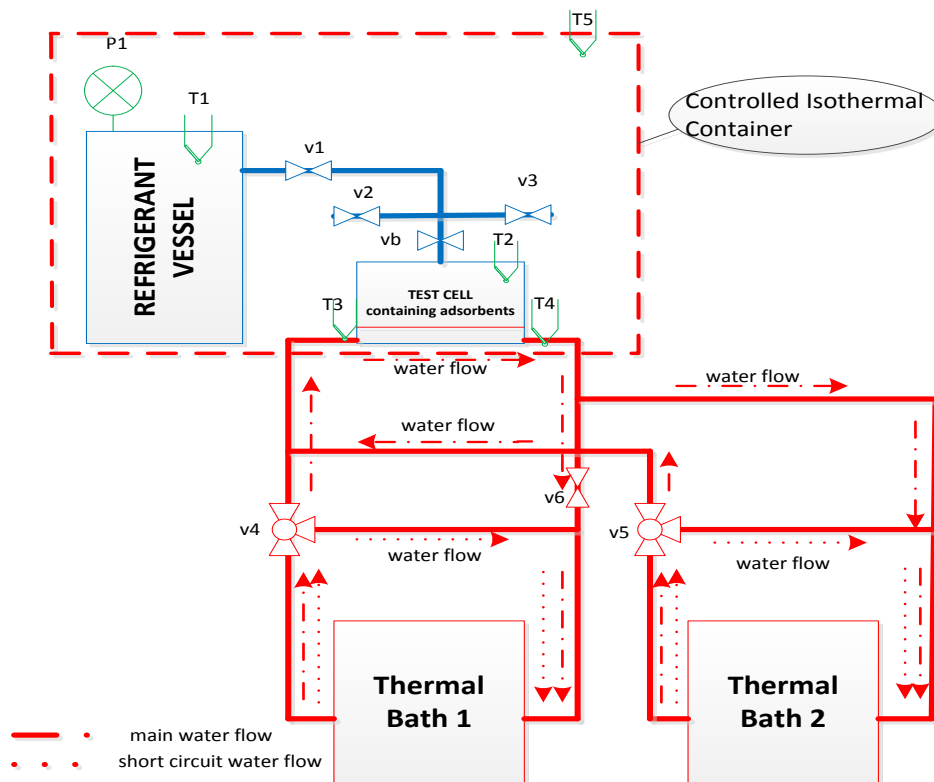 T5
P1
T1
Controlled Isothermal
Container
v1
v2
v3
REFRIGERANT
VESSEL
vb
T2
TEST CELL
containing adsorbents
T3
T4
water flow
water flow
water flow
v6
v4
v5
water flow
water flow
Thermal
Bath 1
Thermal
Bath 2
main water flow
short circuit water flow